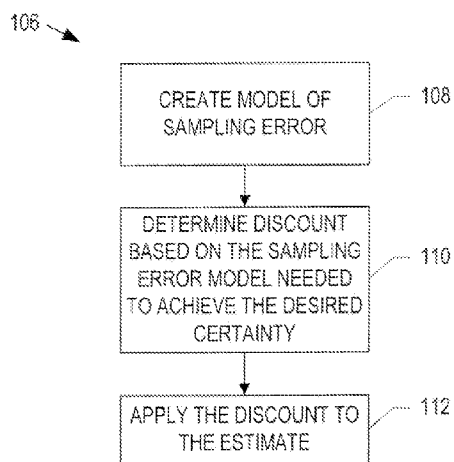 106
CREATE MODEL OF
SAMPLING ERROR
108
DETERMINE DISCOUNT
BASED ON THE SAMPLING
ERROR MODEL NEEDED
TO ACHIEVE THE DESIRED
CERTAINTY
110
APPLY THE DISCOUNT TO
THE ESTIMATE
112